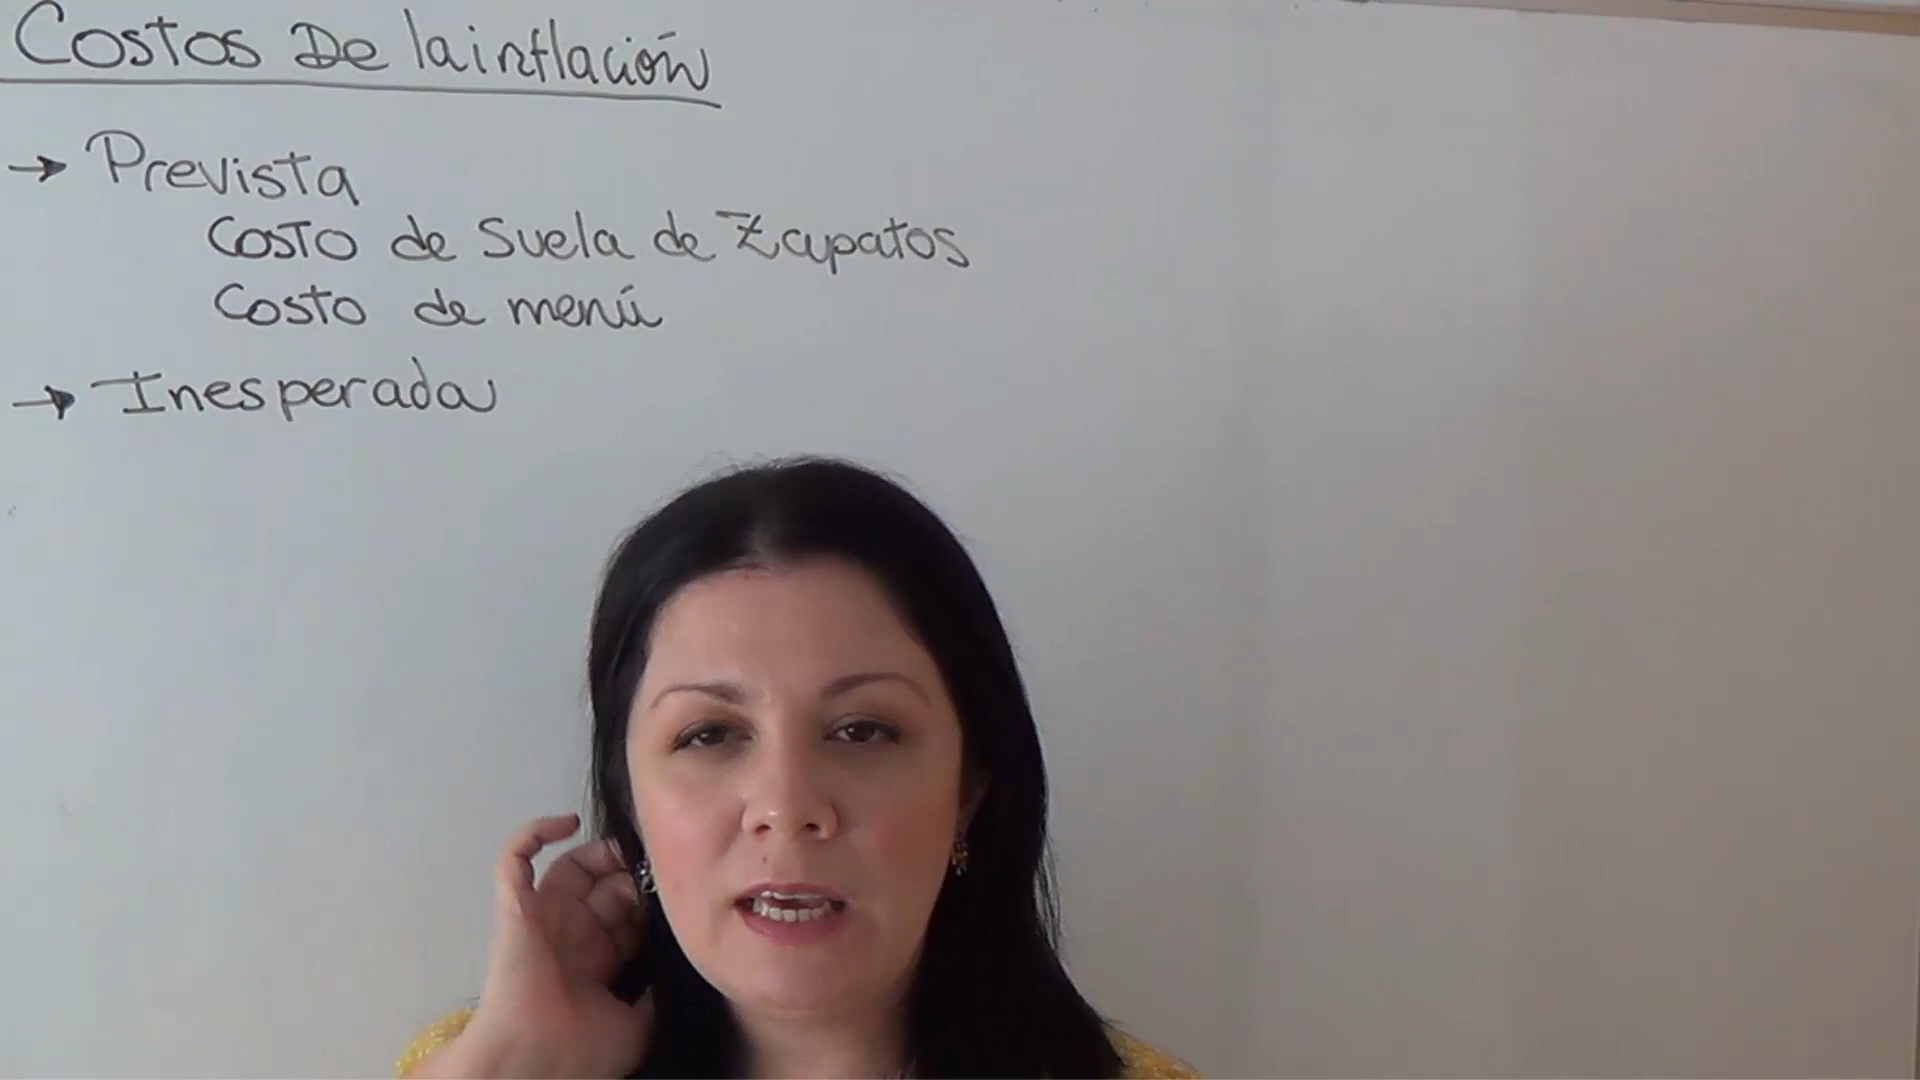 Costos De la inflación
→ Prevista
Costo de Suela de Zapatos
Costo de menú
→ Inesperada